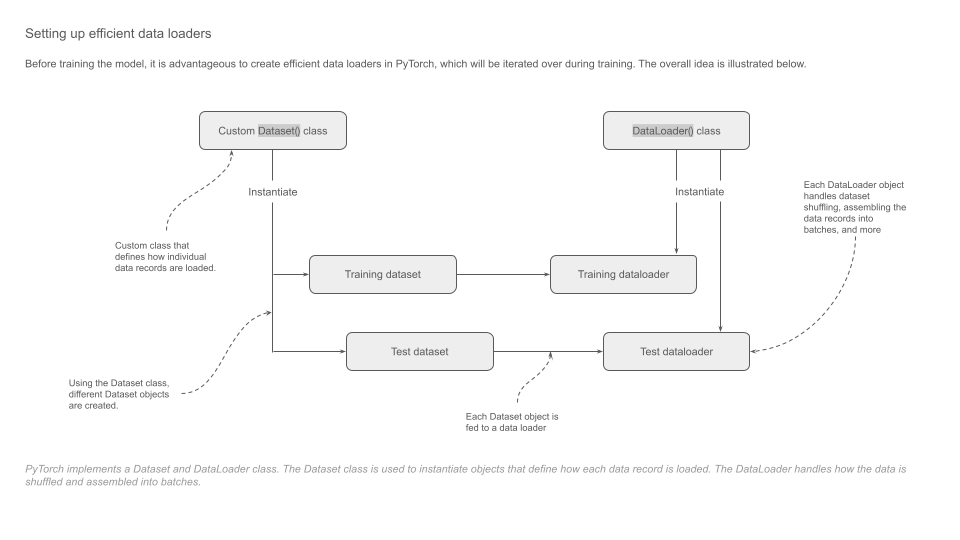 Setting up efficient data loaders
Before training the model, it is advantageous to create efficient data loaders in PyTorch, which will be iterated over during training. The overall idea is illustrated below.
Custom Dataset() class
DataLoader() class
Instantiate
Instantiate
Each DataLoader object
handles dataset
shuffling, assembling the
data records into
batches, and more
Custom class that
defines how individual
data records are loaded.
Training dataset
Training dataloader
Test dataset
Test dataloader
Using the Dataset class,
different Dataset objects
are created.
Each Dataset object is
fed to a data loader
PyTorch implements a Dataset and DataLoader class. The Dataset class is used to instantiate objects that define how each data record is loaded. The DataLoader handles how the data is
shuffled and assembled into batches.